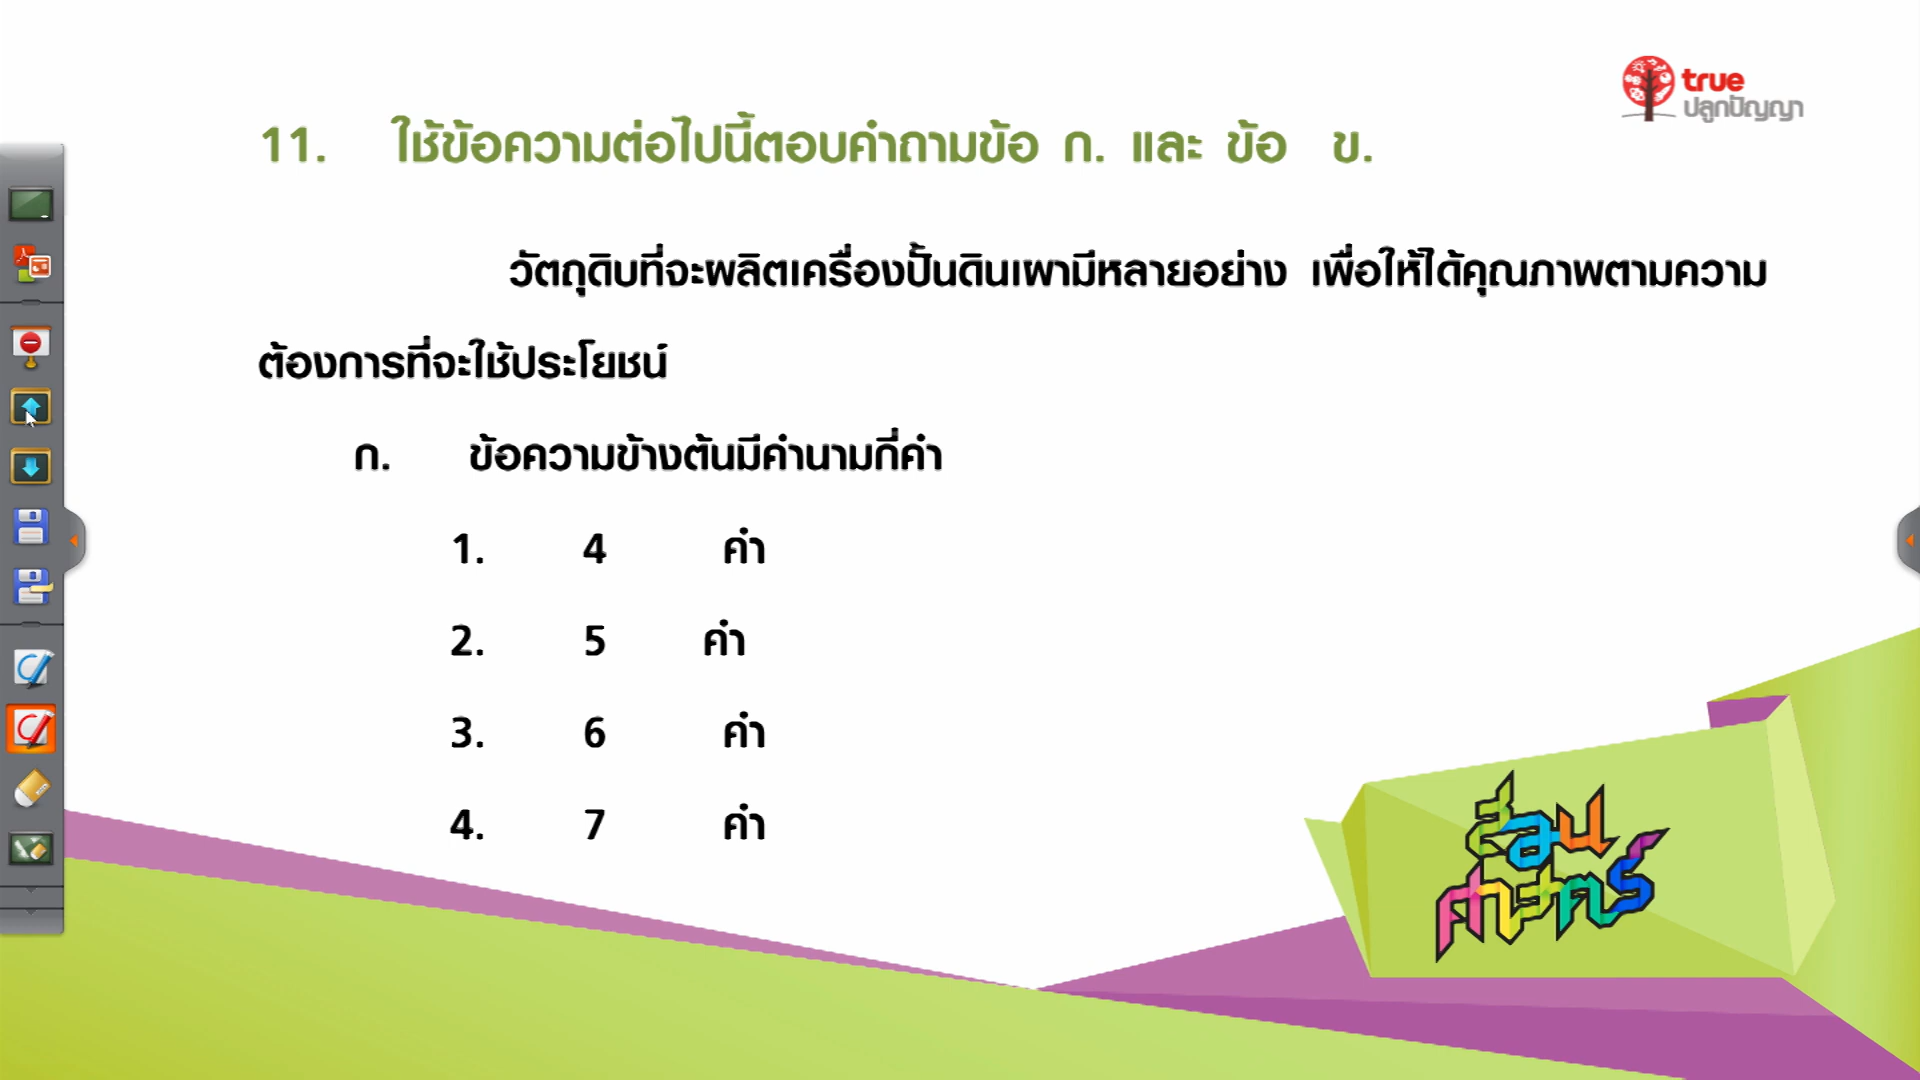 true
ปลูกปัญญา
11. ใช้ข้อความต่อไปนี้ตอบคำถามข้อ ก. และ ข้อ ข.
วัตถุดิบที่จะผลิตเครื่องปั้นดินเผามีหลายอย่าง เพื่อให้ได้คุณภาพตามความ
ต้องการที่จะใช้ประโยชน์
ก. ข้อความข้างต้นมีคำนามกี่คำ
1. 4 คำ
2. 5 คำ
3. 6 คำ
4. 7 คำ
สอน
ศาสตร์